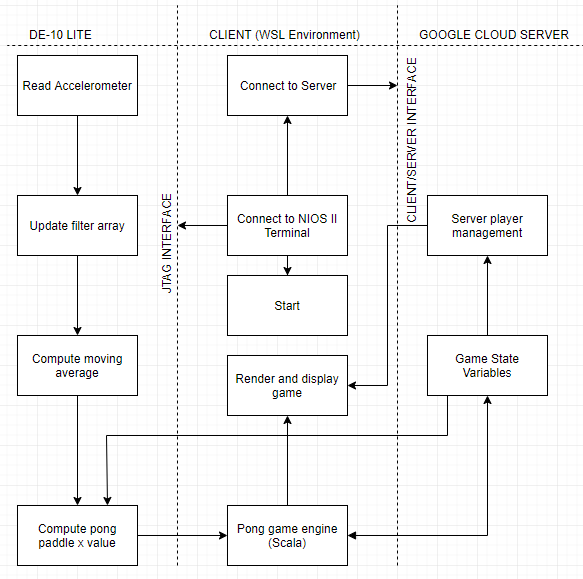 DE-10 LITE
CLIENT (WSL Environment)
GOOGLE CLOUD SERVER
Read Accelerometer
Connect to Server
CLIENT/SERVER INTERFACE
Update filter array
JTAG INTERFACE
Connect to NIOS II
Terminal
Server player
management
Start
Compute moving
average
Render and display
game
Game State
Variables
Compute pong
paddle x value
Pong game engine
(Scala)